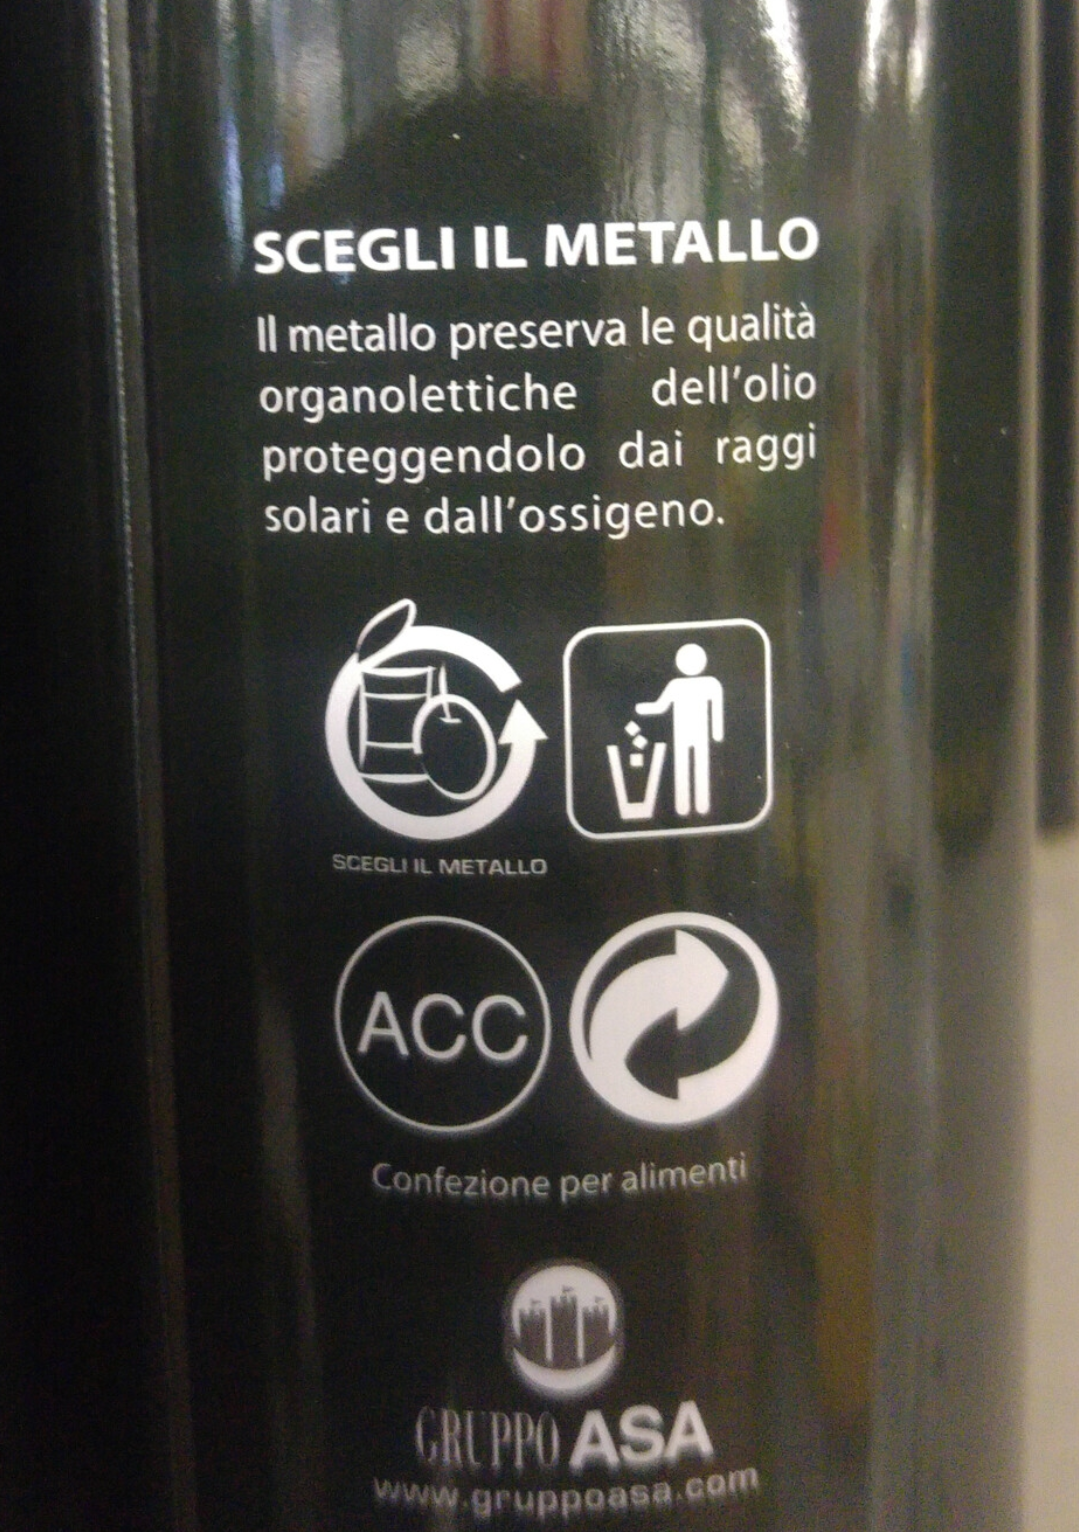 SCEGLI IL METALLO
Il metallo preserva le qualità
organolettiche dell'olio
proteggendolo dai raggi
solari e dall'ossigeno.
SCEGLI IL METALLO
ACC
Confezione per alimenti
GRUPPO ASA
www.gruppoasa.com